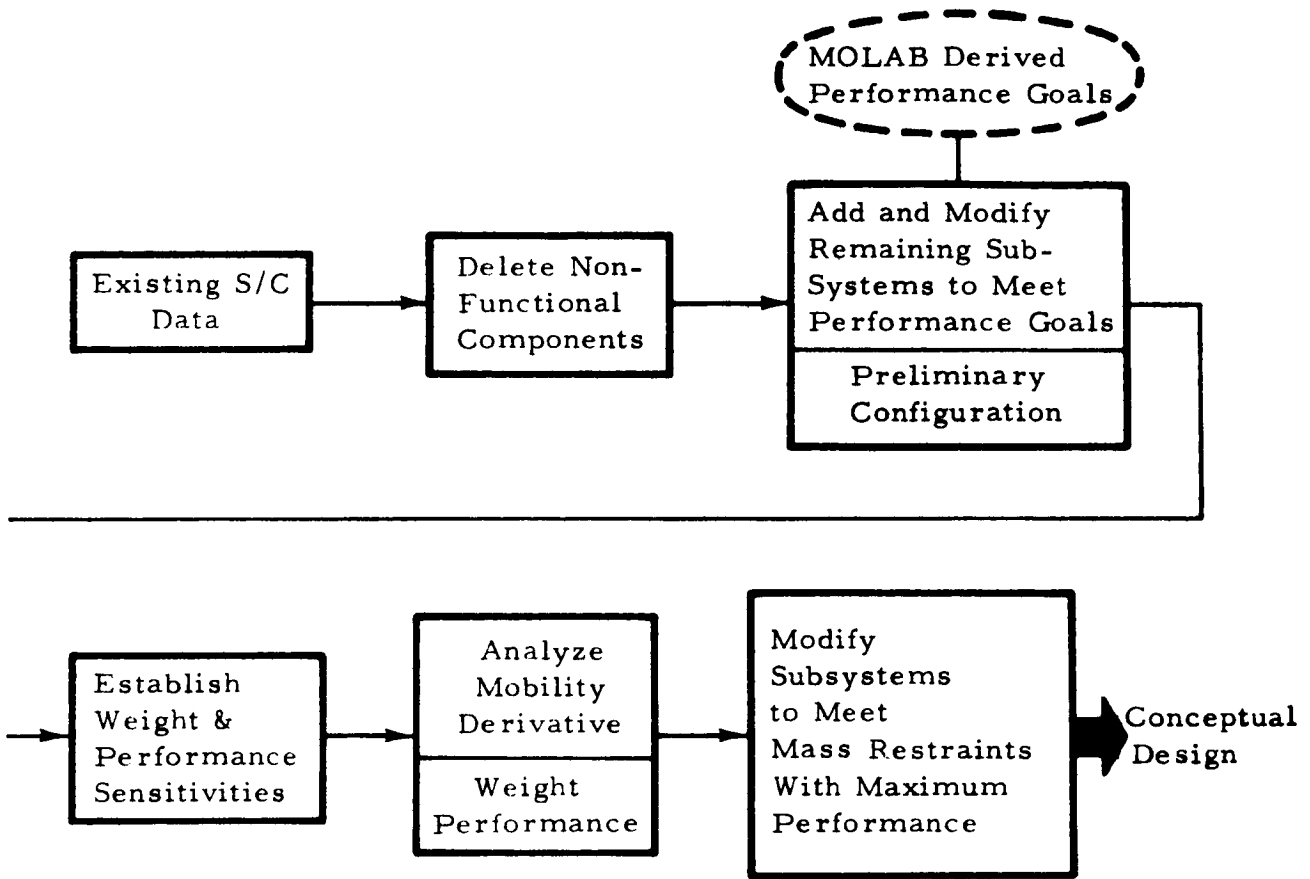 MOLAB Derived
Performance Goals
Existing S/C
Data
Delete Non-
Functional
Components
Add and Modify
Remaining Sub-
Systems to Meet
Performance Goals
Preliminary
Configuration
Establish
Weight &
Performance
Sensitivities
Analyze
Mobility
Derivative
Weight
Performance
Modify
Subsystems
to Meet
Mass Restraints
With Maximum
Performance
Conceptual
Design